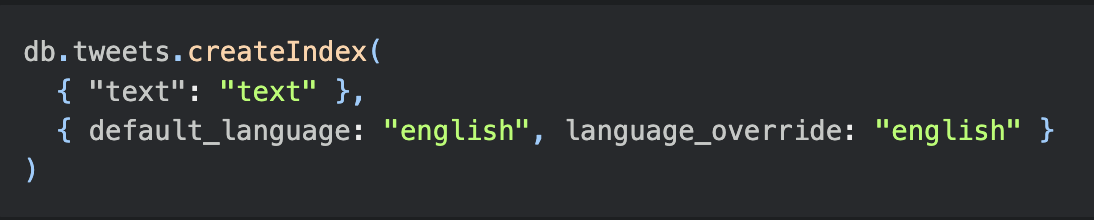 db.tweets.createIndex(
{ "text": "text" },
{ default_language: "english", language_override: "english" }
)